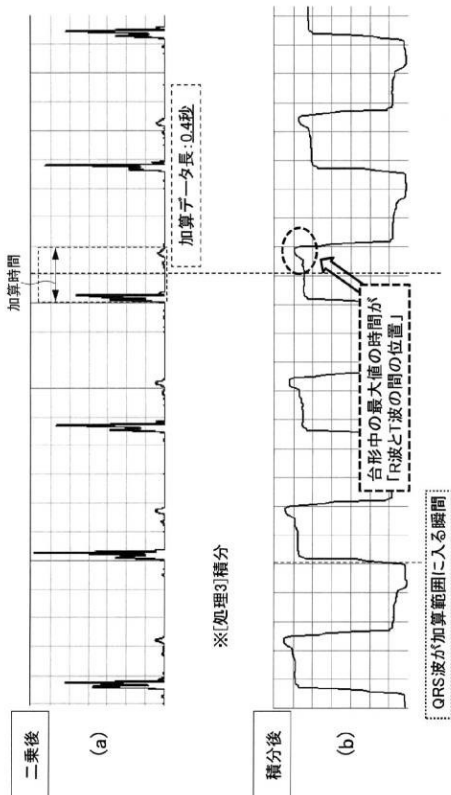 二乗後
(a)
加算時間
加算データ長:0.4秒
※[処理3]積分
積分後
(b)
台形中の最大値の時間が
「R波とT波の間の位置」
QRS波が加算範囲に入る瞬間